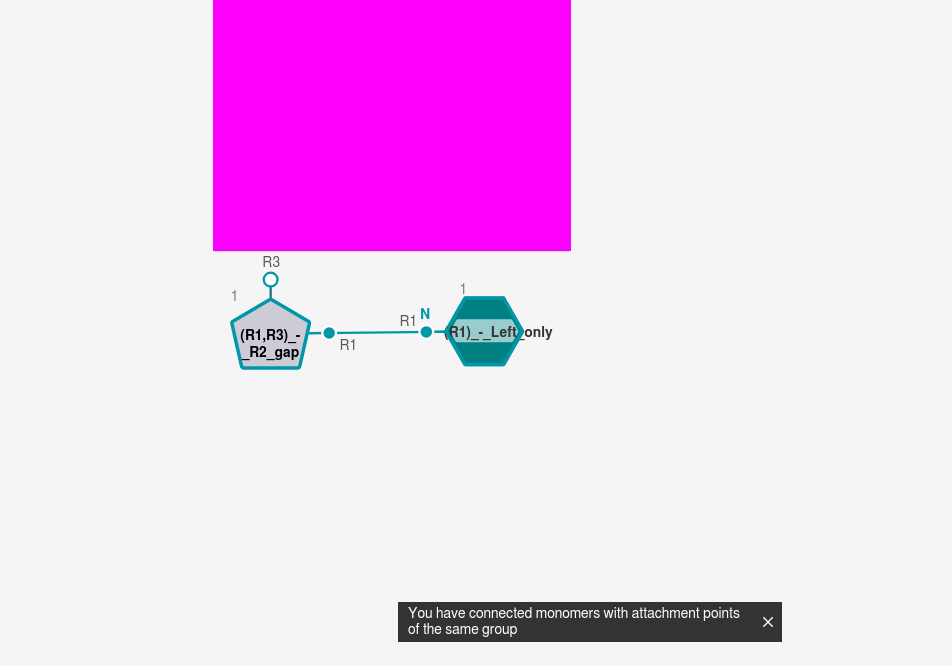 R3
1
(R1,R3)_-
_R2_gap
R1
R1
N
1
(R1)_-_Left_only
You have connected monomers with attachment points
of the same group